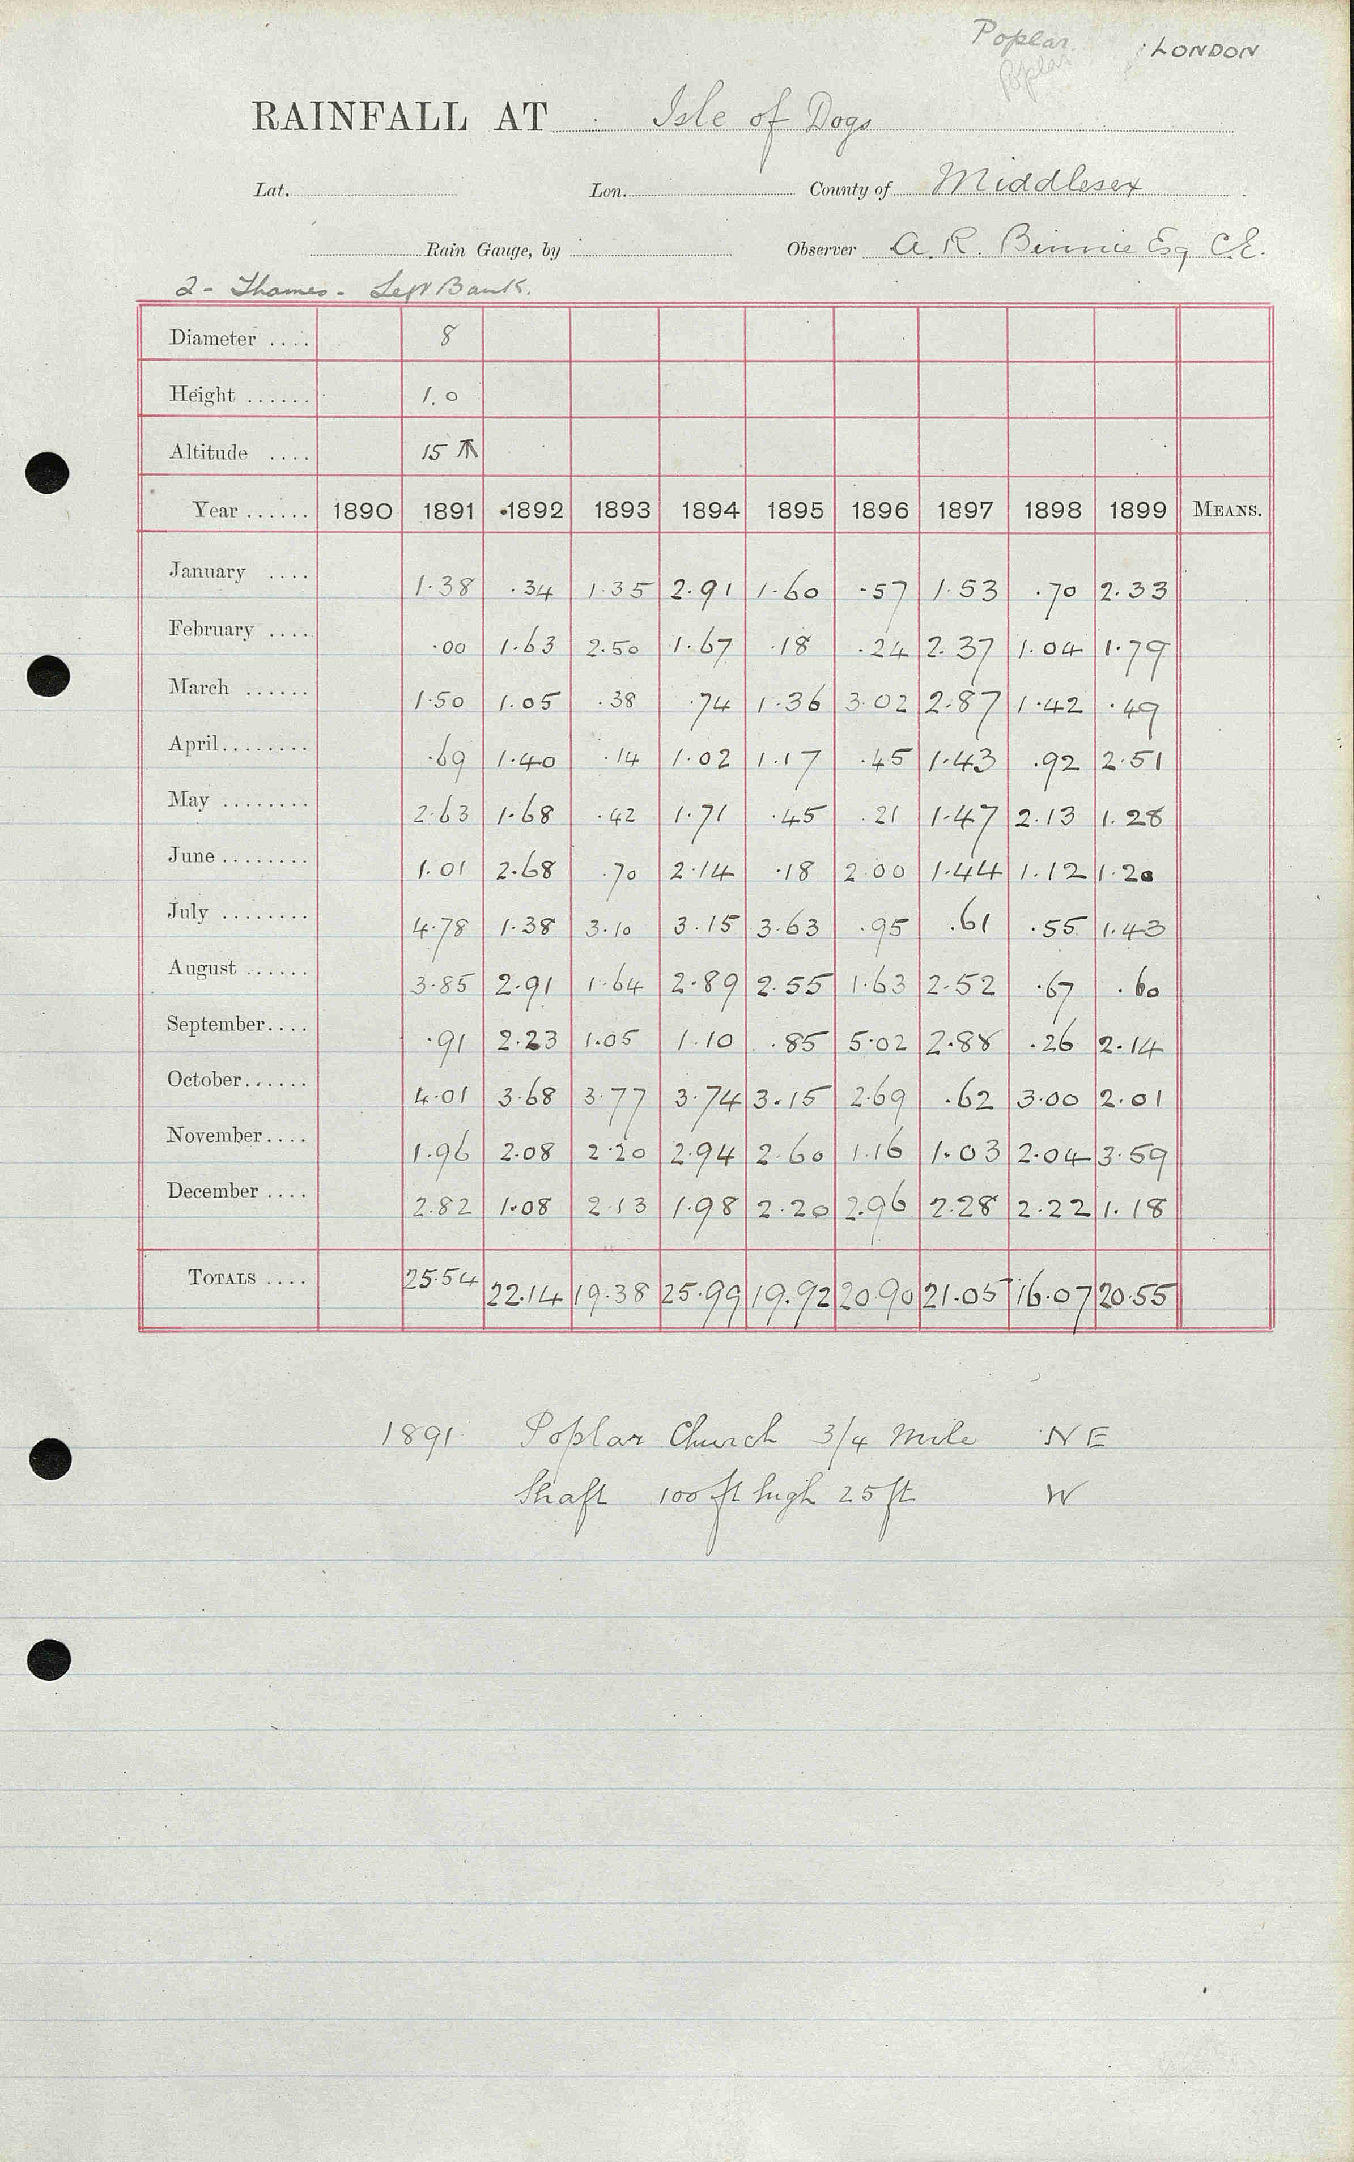 Poplar : LONDON
Poplar
RAINFALL AT Isle of Dogs
Lat. Lon. County of Middlesex
Rain Gauge, by Observer A. R. Binnie Esq C.E.
2 - Thames - Left Bank.
Diameter .... 8
Height ...... 1.0
Altitude .... 15
Year ...... 1890 1891 1892 1893 1894 1895 1896 1897 1898 1899 MEANS.
January .... 1.38 .34 1.35 2.91 1.60 .57 1.53 .70 2.33
February .... .00 1.63 2.50 1.67 .18 .24 2.37 1.04 1.79
March ...... 1.50 1.05 .38 .74 1.36 3.02 2.87 1.42 .49
April........ .69 1.40 .14 1.02 1.17 .45 1.43 .92 2.51
May ........ 2.63 1.68 .42 1.71 .45 .21 1.47 2.13 1.28
June ........ 1.01 2.68 .70 2.14 .18 2.00 1.44 1.12 1.20
July ........ 4.78 1.38 3.10 3.15 3.63 .95 .61 .55 1.43
August ...... 3.85 2.91 1.64 2.89 2.55 1.63 2.52 .67 .60
September.... .91 2.23 1.05 1.10 .85 5.02 2.88 .26 2.14
October...... 4.01 3.68 3.77 3.74 3.15 2.69 .62 3.00 2.01
November.... 1.96 2.08 2.20 2.94 2.60 1.16 1.03 2.04 3.59
December .... 2.82 1.08 2.13 1.98 2.20 2.96 2.28 2.22 1.18
TOTALS .... 25.54 22.14 19.38 25.99 19.92 20.90 21.05 16.07 20.55
1891. Poplar Church 3/4 mile NE
Shaft 100 ft high 25 ft W